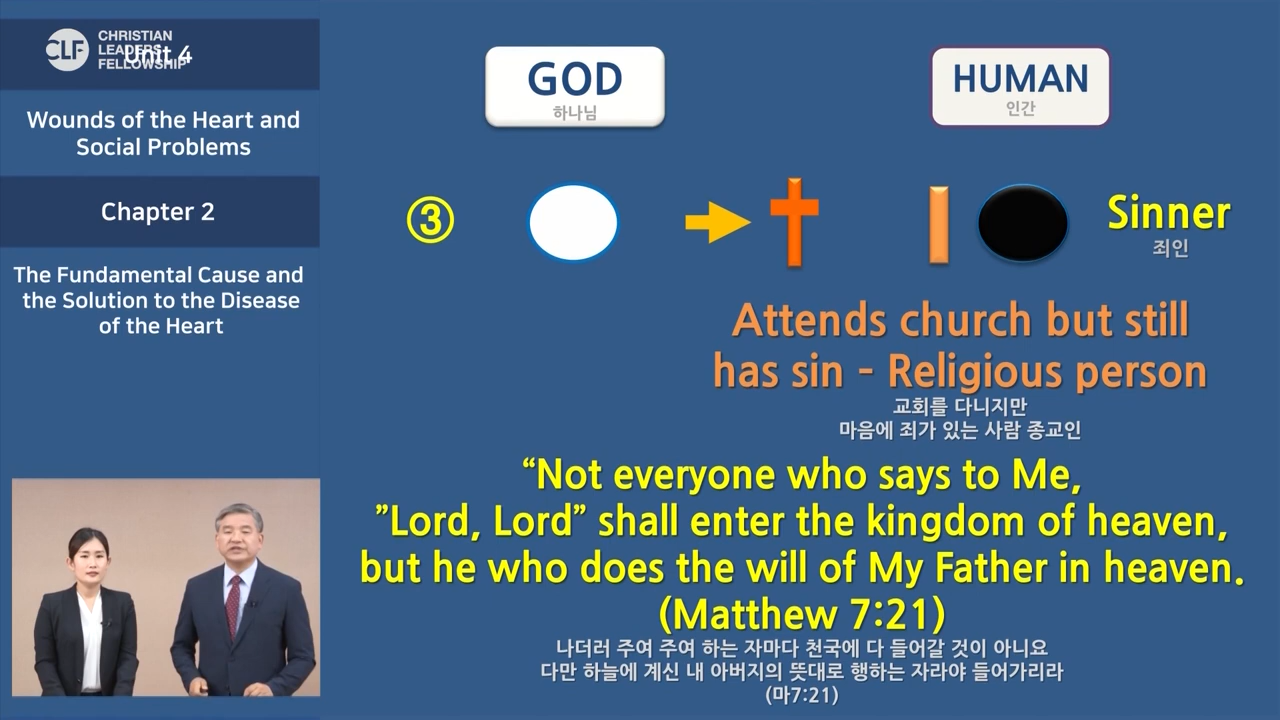 CLF
CHRISTIAN
LEADERS
FELLOWSHIP
Unit 4
Wounds of the Heart and
Social Problems
Chapter 2
The Fundamental Cause and
the Solution to the Disease
of the Heart
GOD
하나님
HUMAN
인간
③
Sinner
죄인
Attends church but still
has sin - Religious person
교회를 다니지만
마음에 죄가 있는 사람 종교인
“Not everyone who says to Me,
”Lord, Lord” shall enter the kingdom of heaven,
but he who does the will of My Father in heaven.
(Matthew 7:21)
나더러 주여 주여 하는 자마다 천국에 다 들어갈 것이 아니요
다만 하늘에 계신 내 아버지의 뜻대로 행하는 자라야 들어가리라
(마7:21)